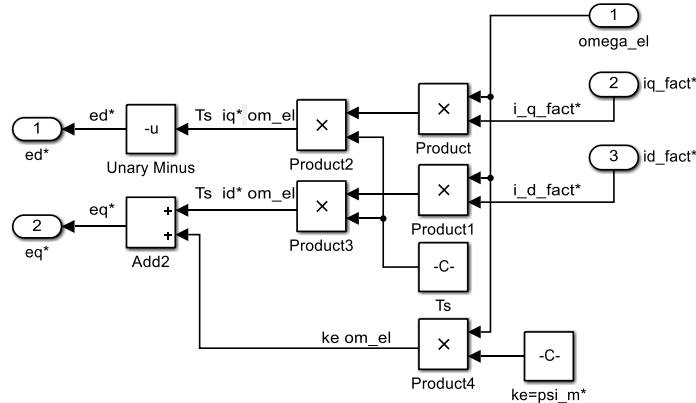 1
omega_el
2
iq_fact*
i_q_fact*
×
Product
Ts iq* om_el
×
Product2
ed*
-u
Unary Minus
1
ed*
3
id_fact*
i_d_fact*
×
Product1
Ts id* om_el
×
Product3
eq*
+
+
Add2
2
eq*
-C-
Ts
ke om_el
×
Product4
-C-
ke=psi_m*